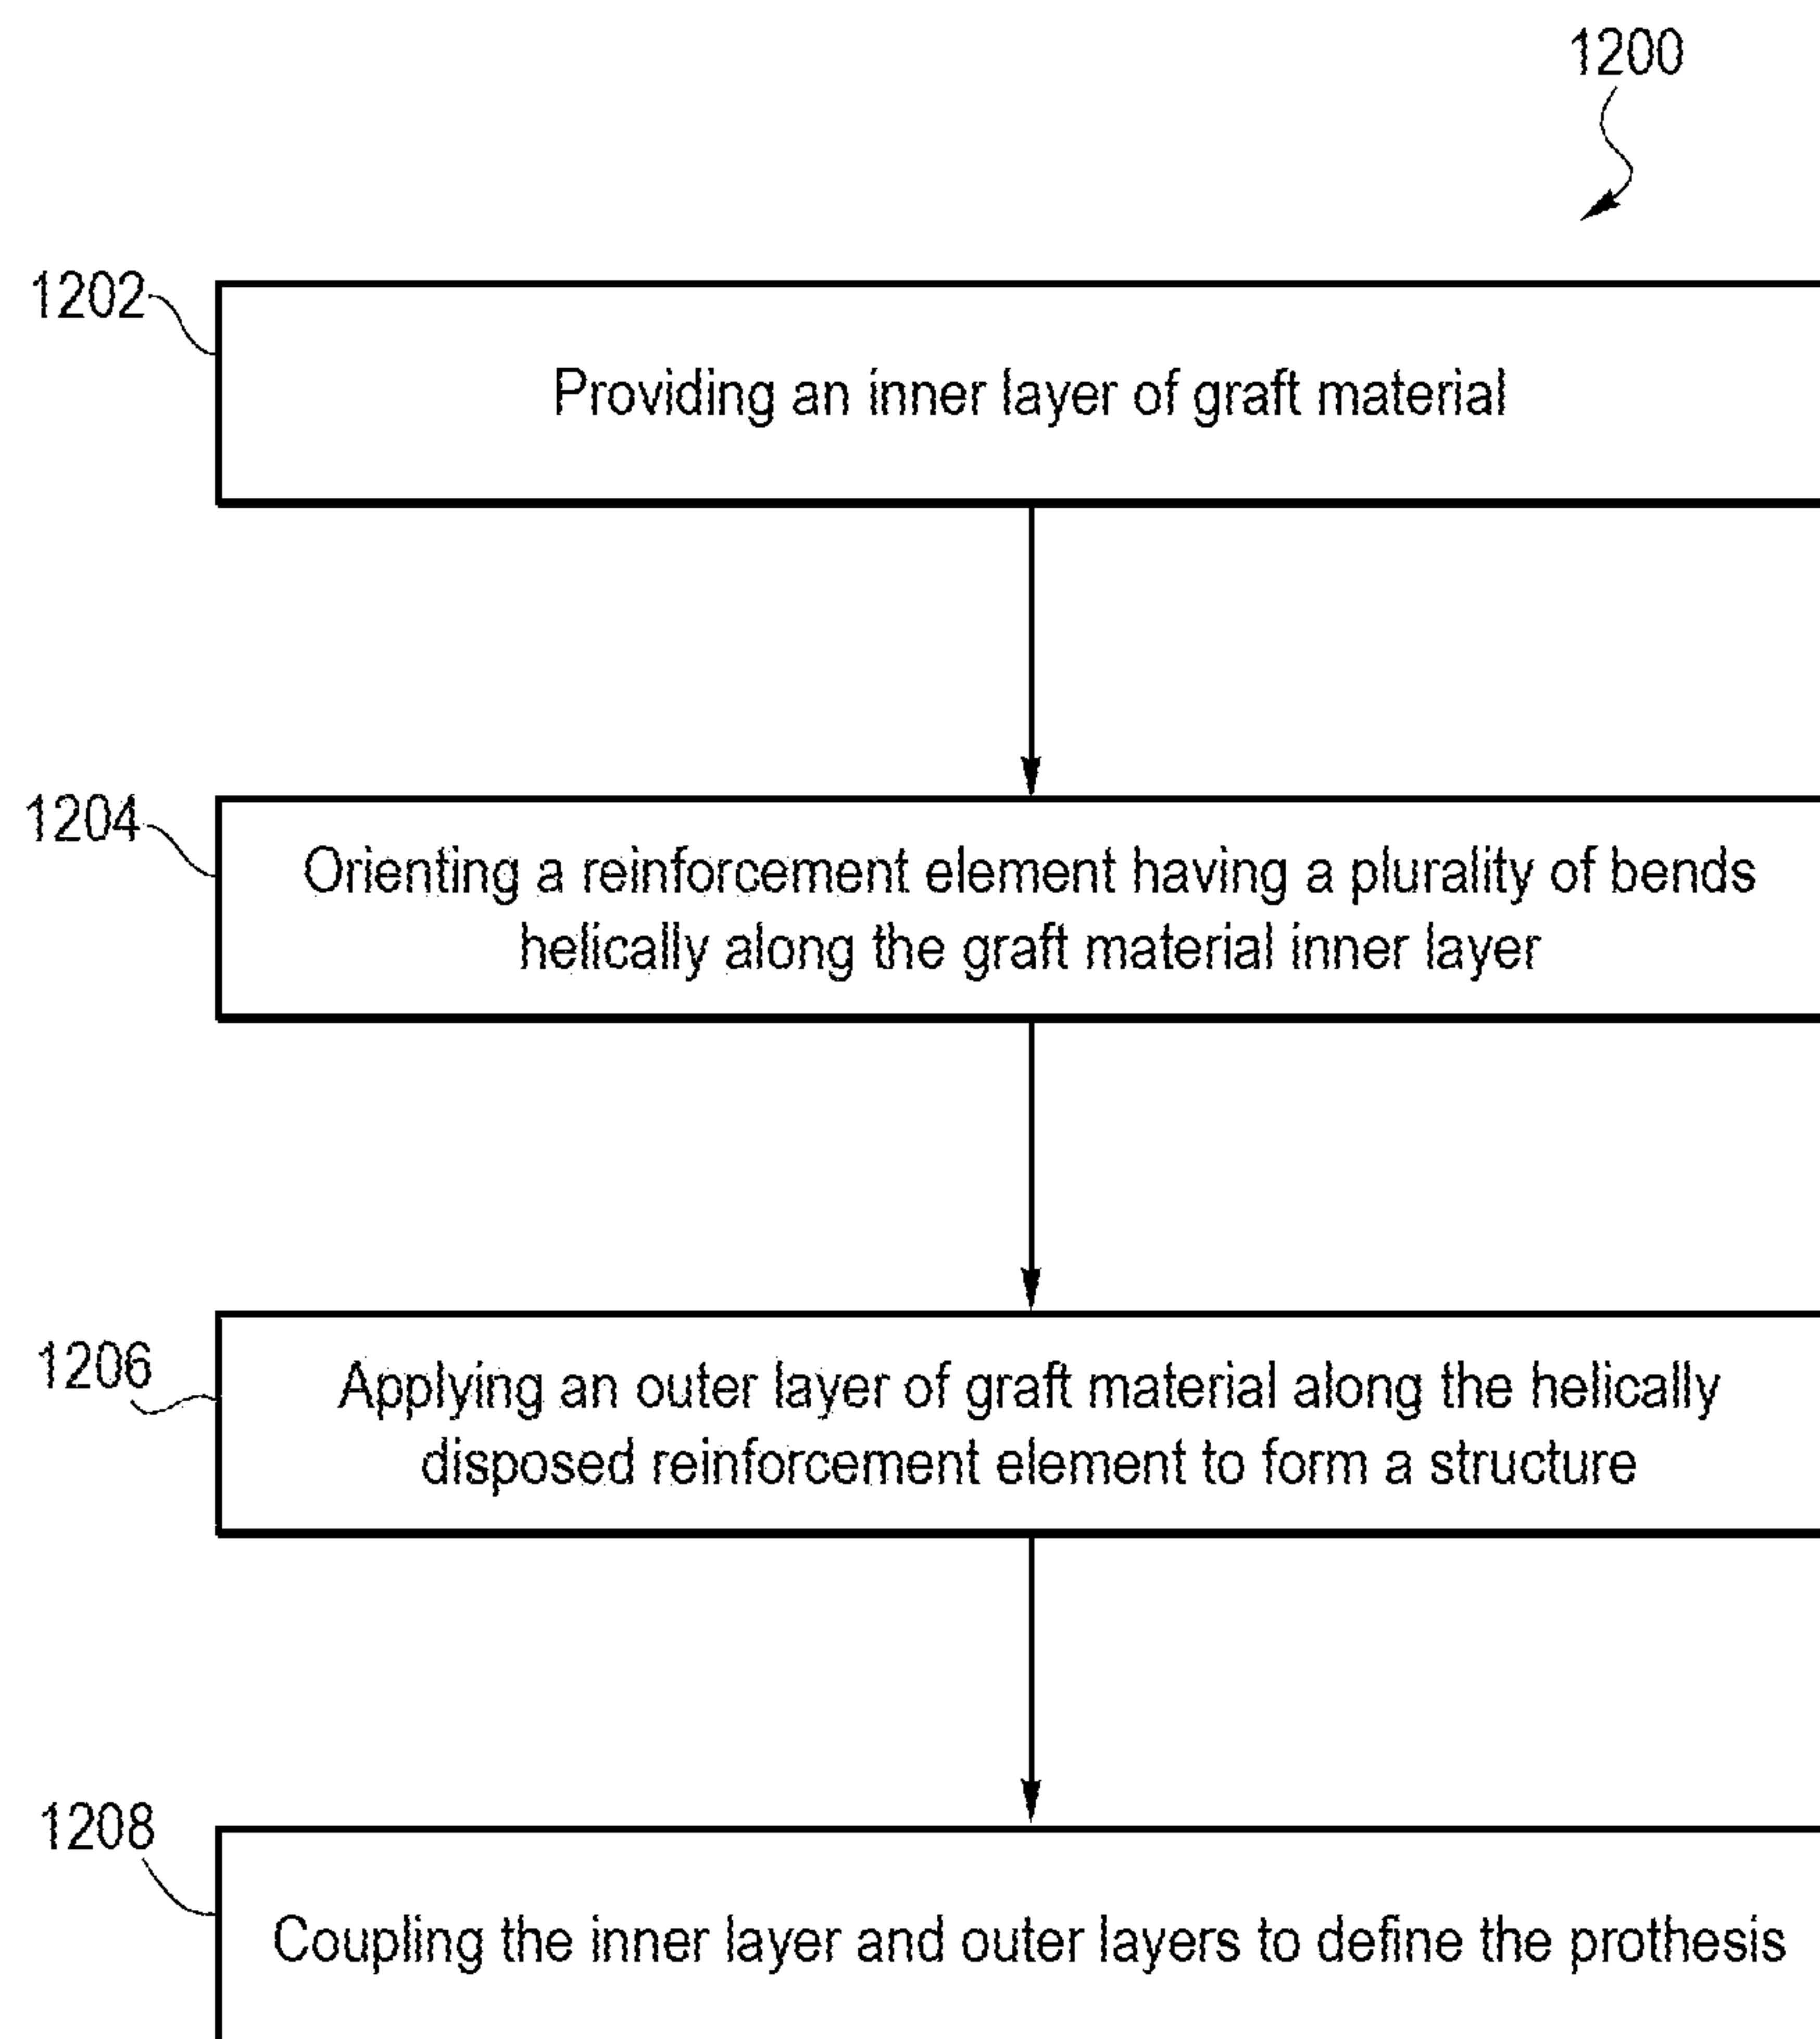 1200
1202
Providing an inner layer of graft material
1204
Orienting a reinforcement element having a plurality of bends
helically along the graft material inner layer
1206
Applying an outer layer of graft material along the helically
disposed reinforcement element to form a structure
1208
Coupling the inner layer and outer layers to define the prothesis